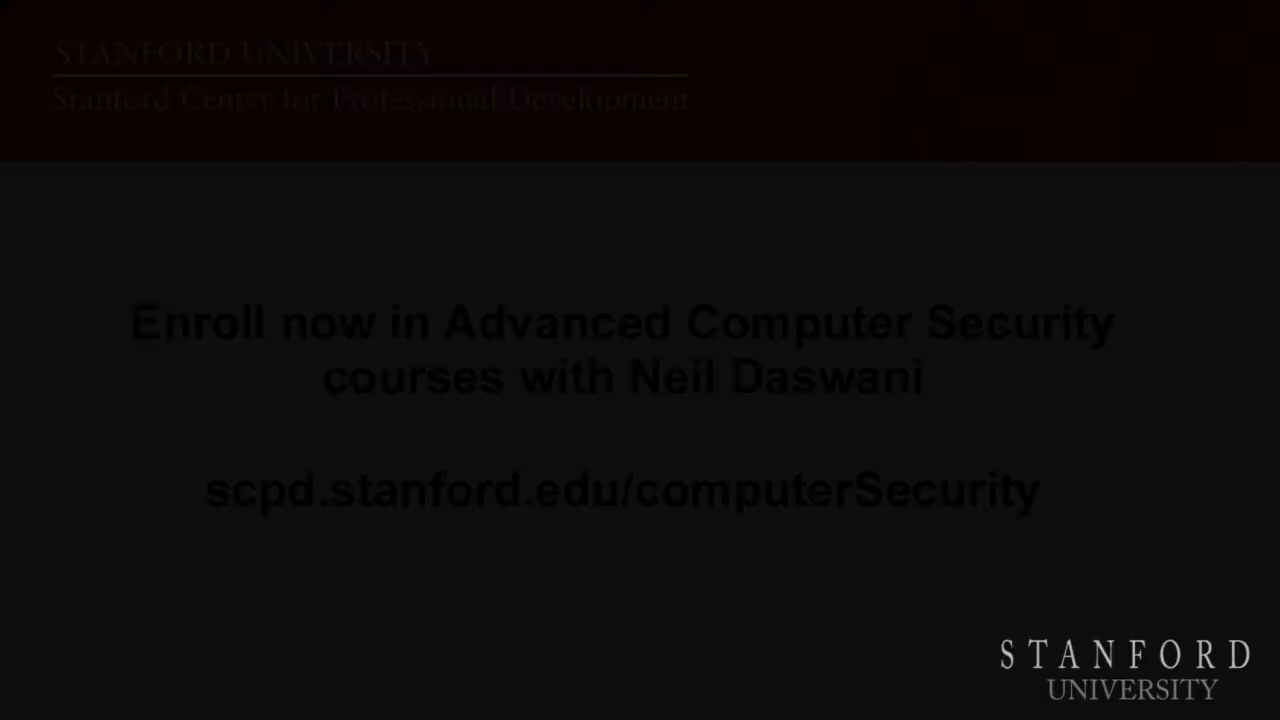 STANFORD UNIVERSITY
Stanford Center for Professional Development
Enroll now in Advanced Computer Security
courses with Neil Daswani
scpd.stanford.edu/computerSecurity
STANFORD
UNIVERSITY